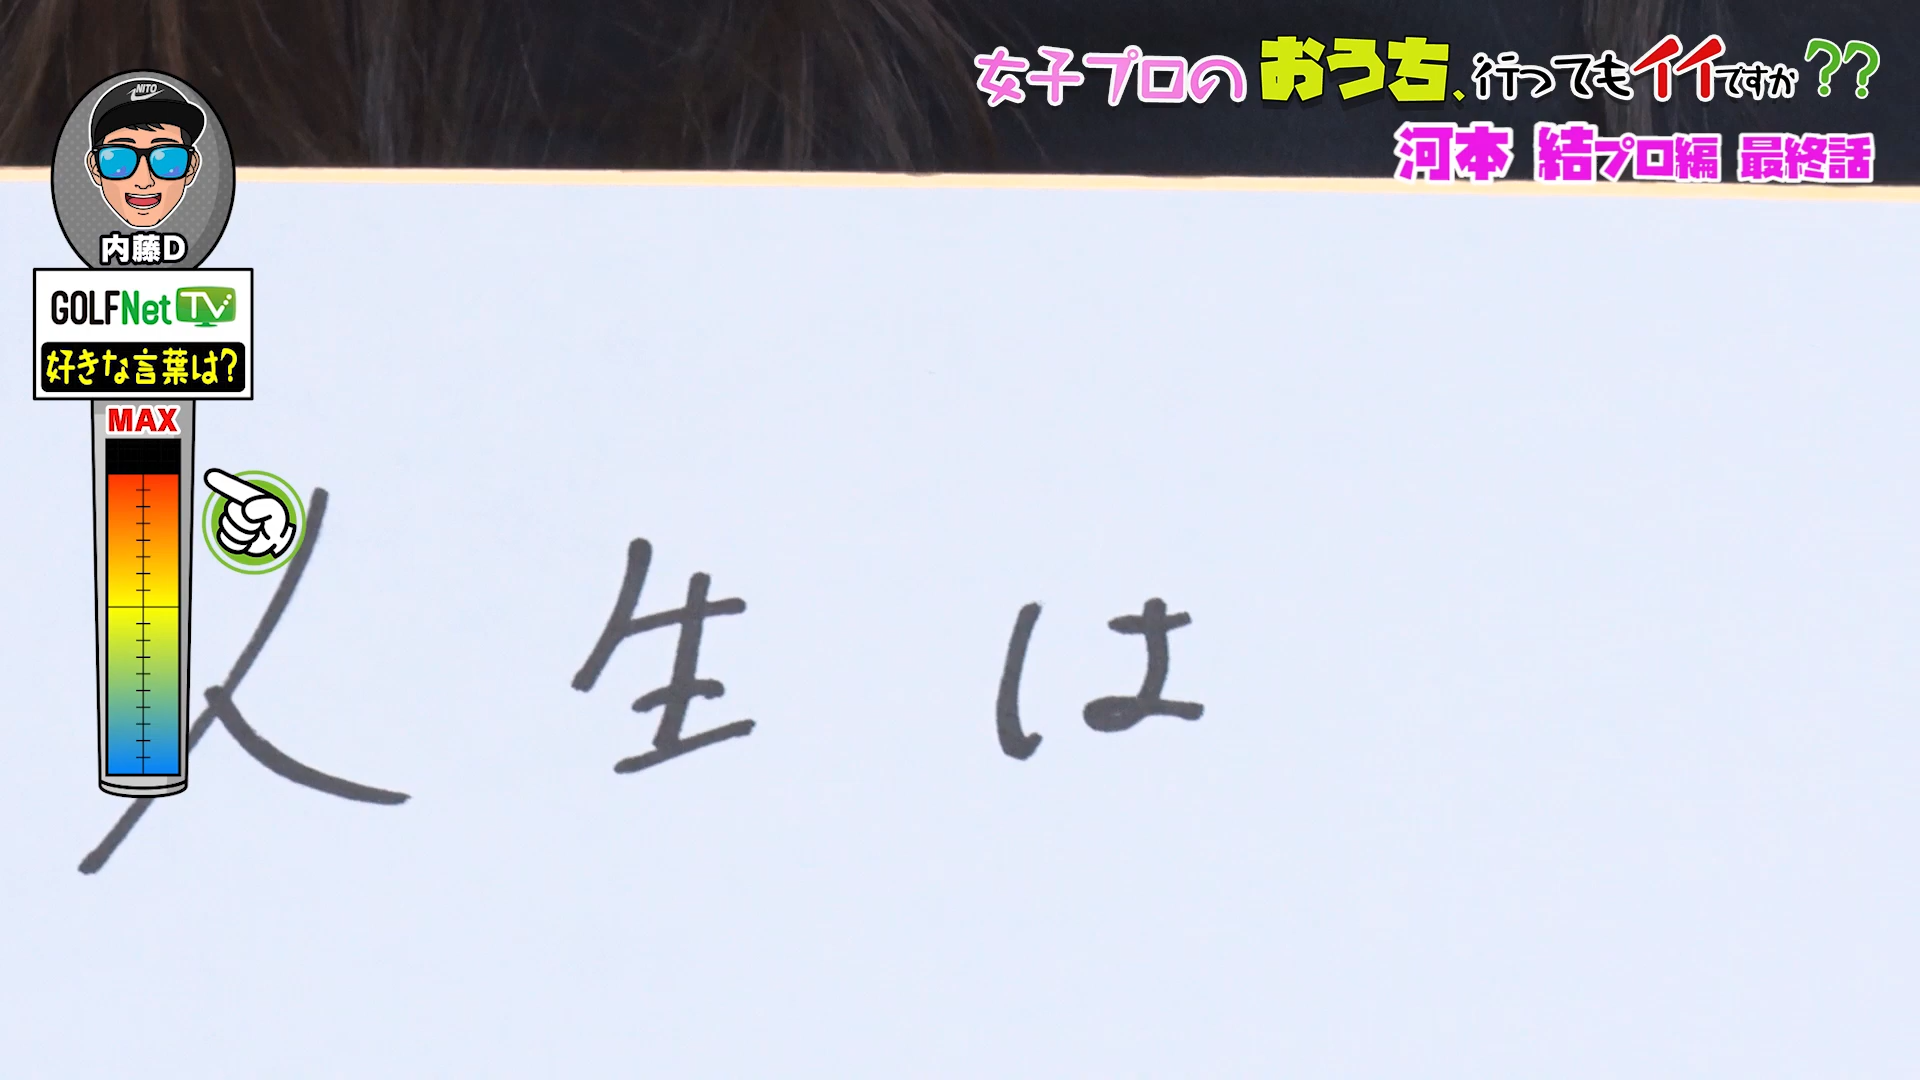 女子プロのおうち、行ってもイイですか??
河本 結プロ編 最終話
NITO
内藤D
GOLFNet TV
好きな言葉は?
MAX
人生は